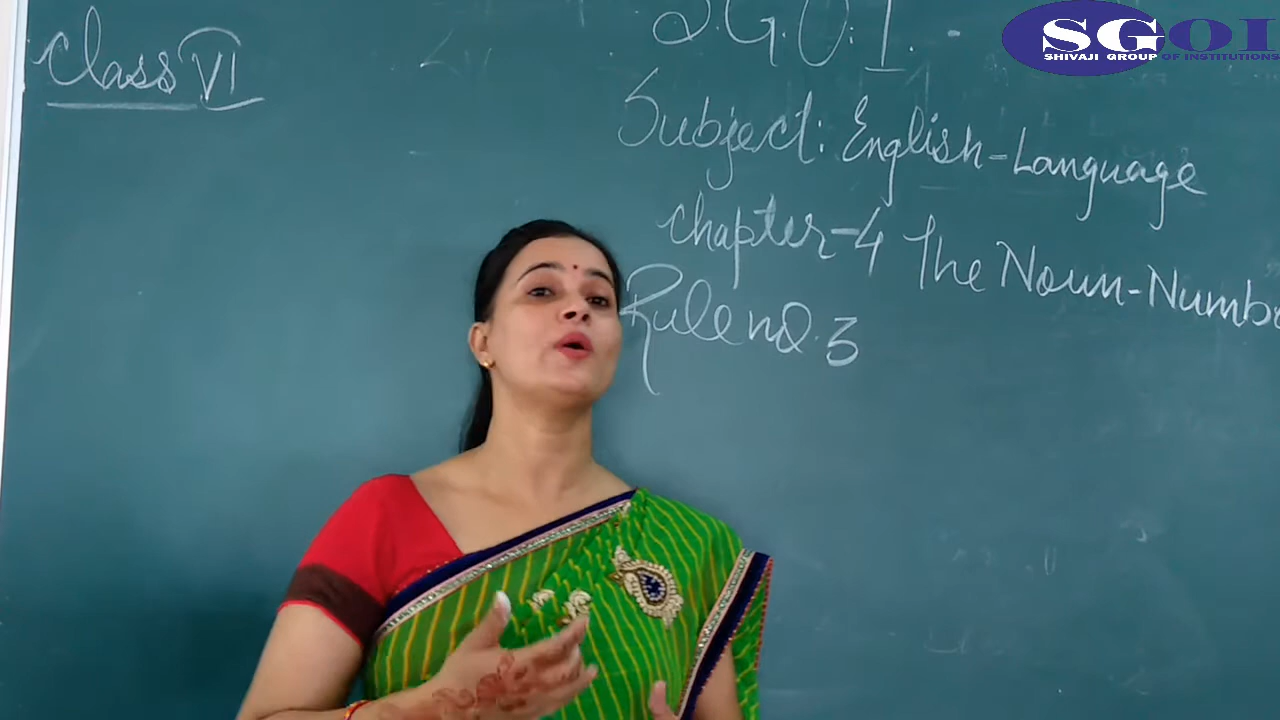 Class VI
S.G.O.I.
SGOI
SHIVAJI GROUP OF INSTITUTIONS
Subject: English-Language
Chapter-4 The Noun-Numbe
Rule no. 3